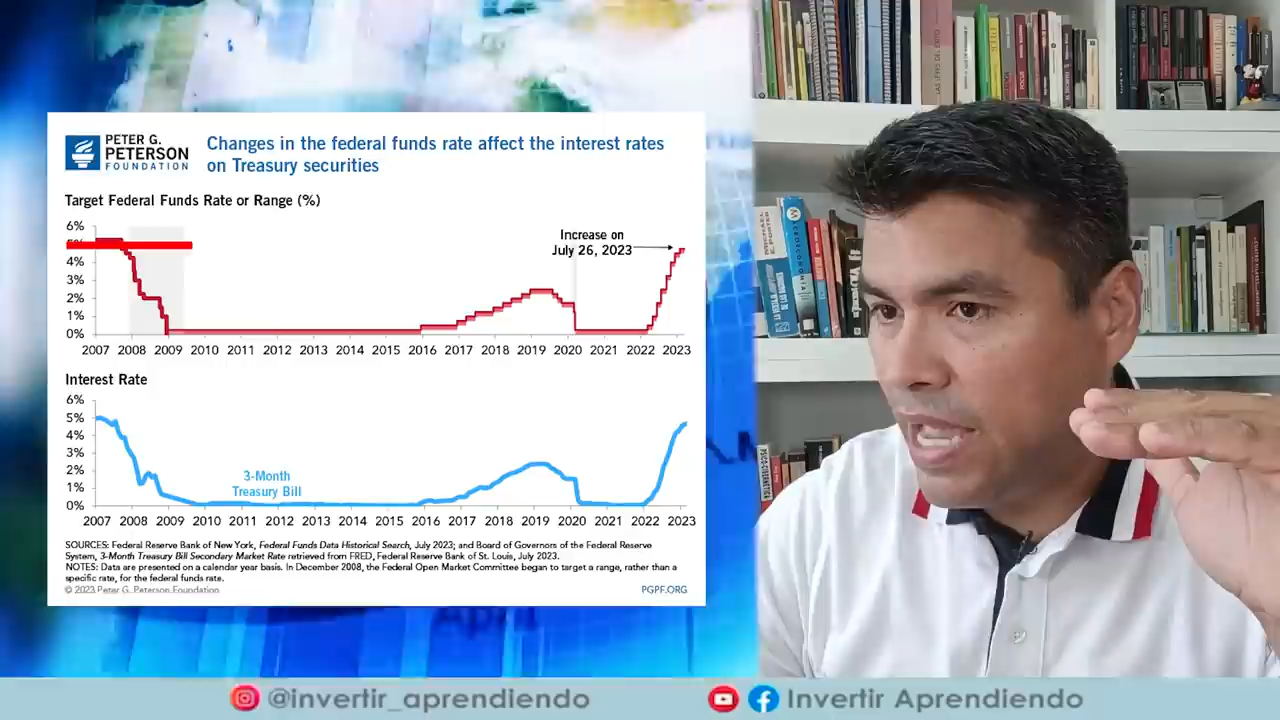 PETER G.
PETERSON
FOUNDATION
Changes in the federal funds rate affect the interest rates
on Treasury securities
Target Federal Funds Rate or Range (%)
6%
4%
3%
2%
1%
0%
Increase on
July 26, 2023
2007 2008 2009 2010 2011 2012 2013 2014 2015 2016 2017 2018 2019 2020 2021 2022 2023
Interest Rate
6%
5%
4%
3%
2%
1%
0%
3-Month
Treasury Bill
2007 2008 2009 2010 2011 2012 2013 2014 2015 2016 2017 2018 2019 2020 2021 2022 2023
SOURCES: Federal Reserve Bank of New York, Federal Funds Data Historical Search, July 2023; and Board of Governors of the Federal Reserve
System, 3-Month Treasury Bill Secondary Market Rate retrieved from FRED, Federal Reserve Bank of St. Louis, July 2023.
NOTES: Data are presented on a calendar year basis. In December 2008, the Federal Open Market Committee began to target a range, rather than a
specific rate, for the federal funds rate.
© 2023 Peter G. Peterson Foundation
PGPF.ORG
April
MACROECONOMÍA
@invertir_aprendiendo
Invertir Aprendiendo